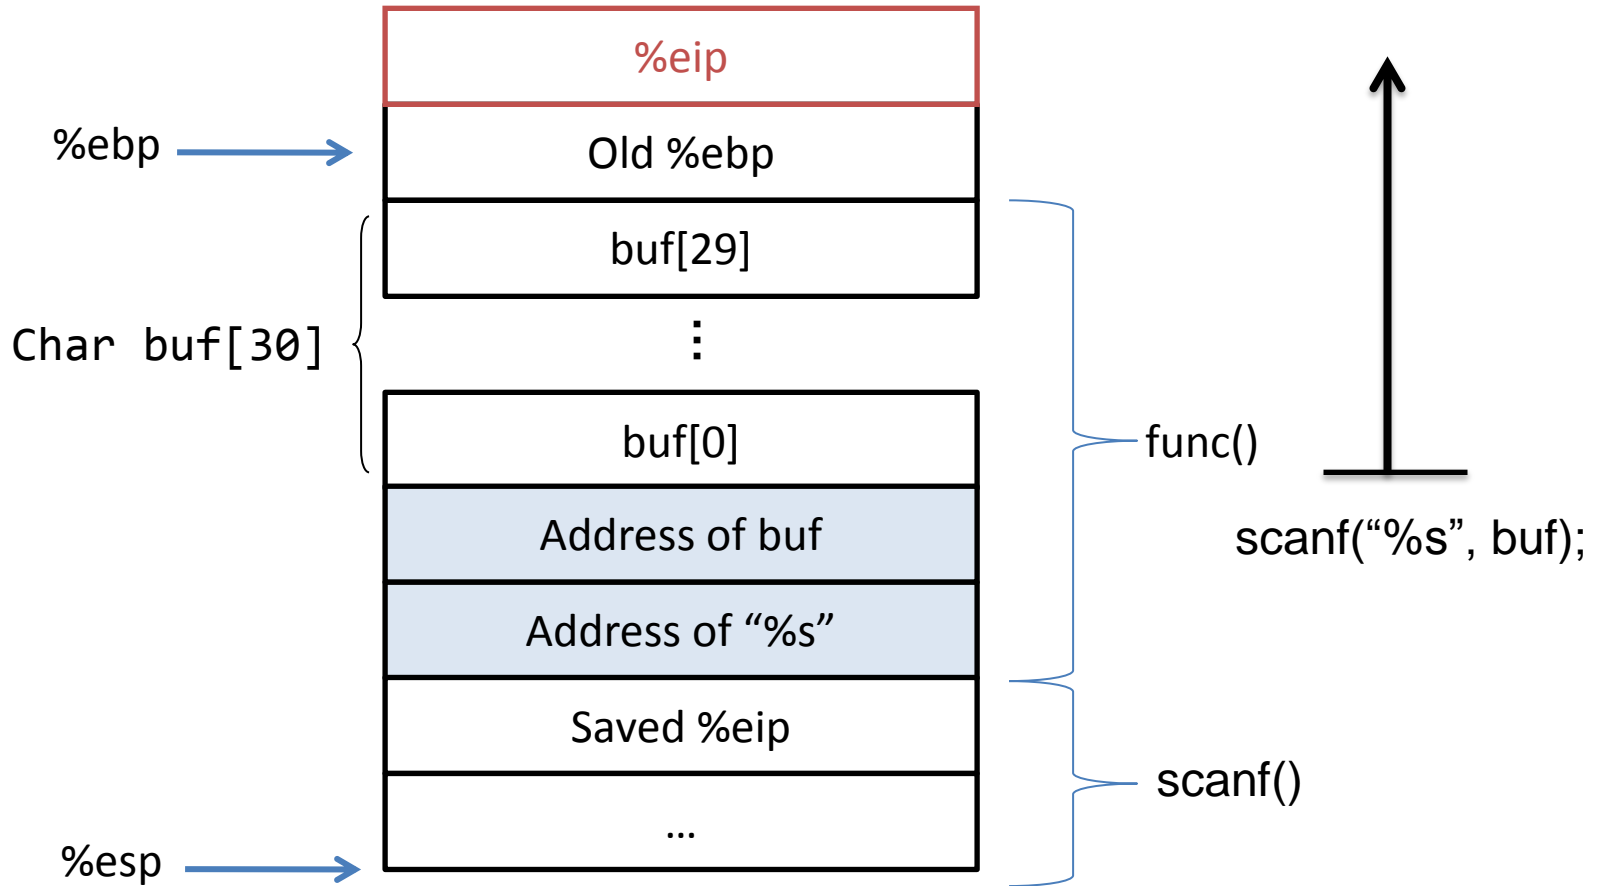 %eip
%ebp
Old %ebp
buf[29]
Char buf[30]
⋮
buf[0]
func()
Address of buf
scanf(“%s”, buf);
Address of “%s”
Saved %eip
scanf()
...
%esp